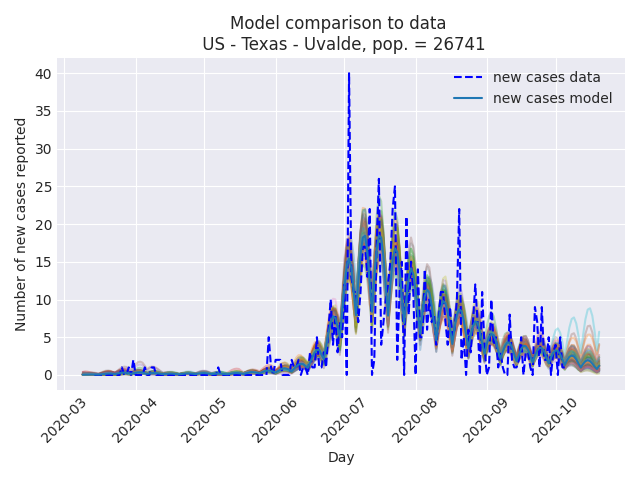 Model comparison to data
US - Texas - Uvalde, pop. = 26741
new cases data
new cases model
Number of new cases reported
40
35
30
25
20
15
10
5
0
2020-03
2020-04
2020-05
2020-06
2020-07
2020-08
2020-09
2020-10
Day